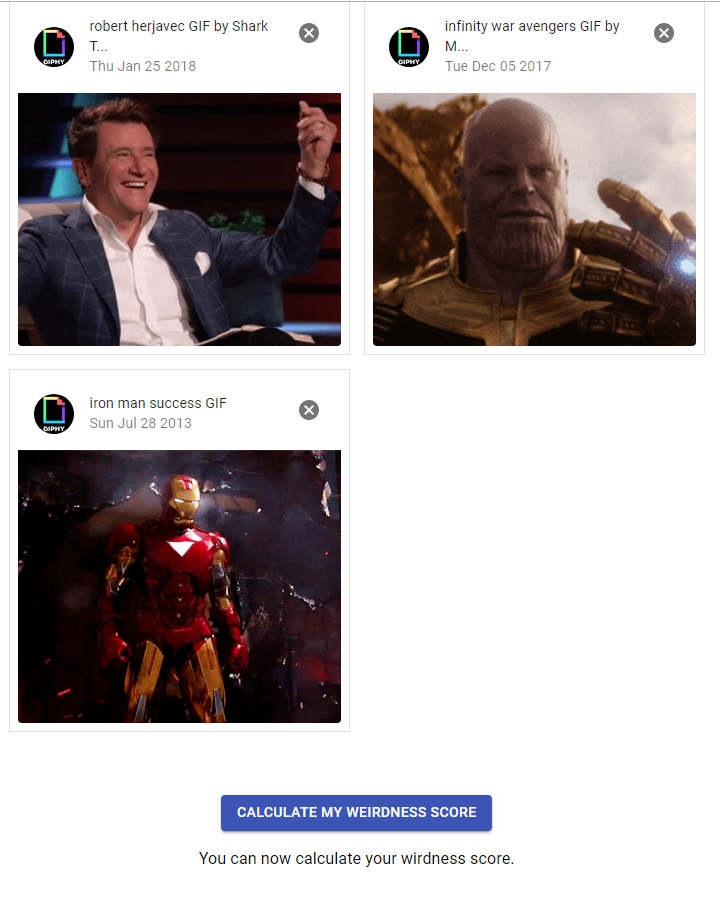 robert herjavec GIF by Shark
T...
Thu Jan 25 2018
GIPHY
infinity war avengers GIF by
M...
Tue Dec 05 2017
GIPHY
iron man success GIF
Sun Jul 28 2013
GIPHY
CALCULATE MY WEIRDNESS SCORE
You can now calculate your wirdness score.